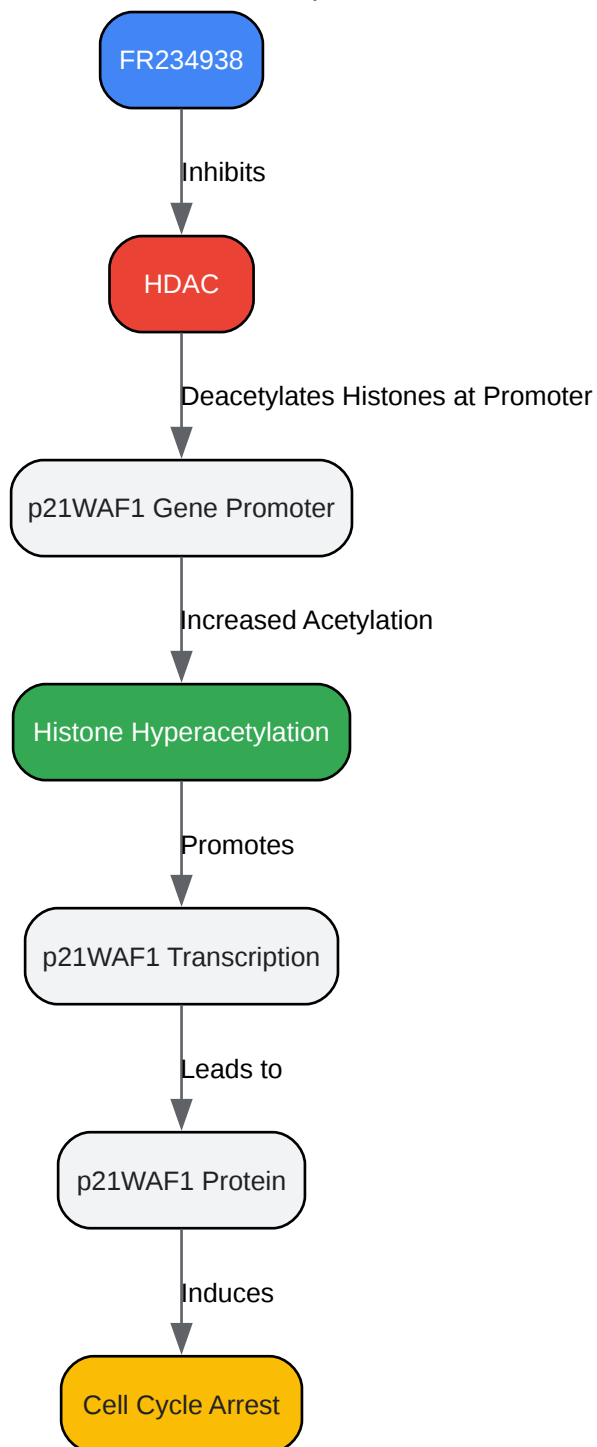 FR234938
Inhibits
HDAC
Deacetylates Histones at Promoter
p21WAF1 Gene Promoter
Increased Acetylation
Histone Hyperacetylation
Promotes
p21WAF1 Transcription
Leads to
p21WAF1 Protein
Induces
Cell Cycle Arrest